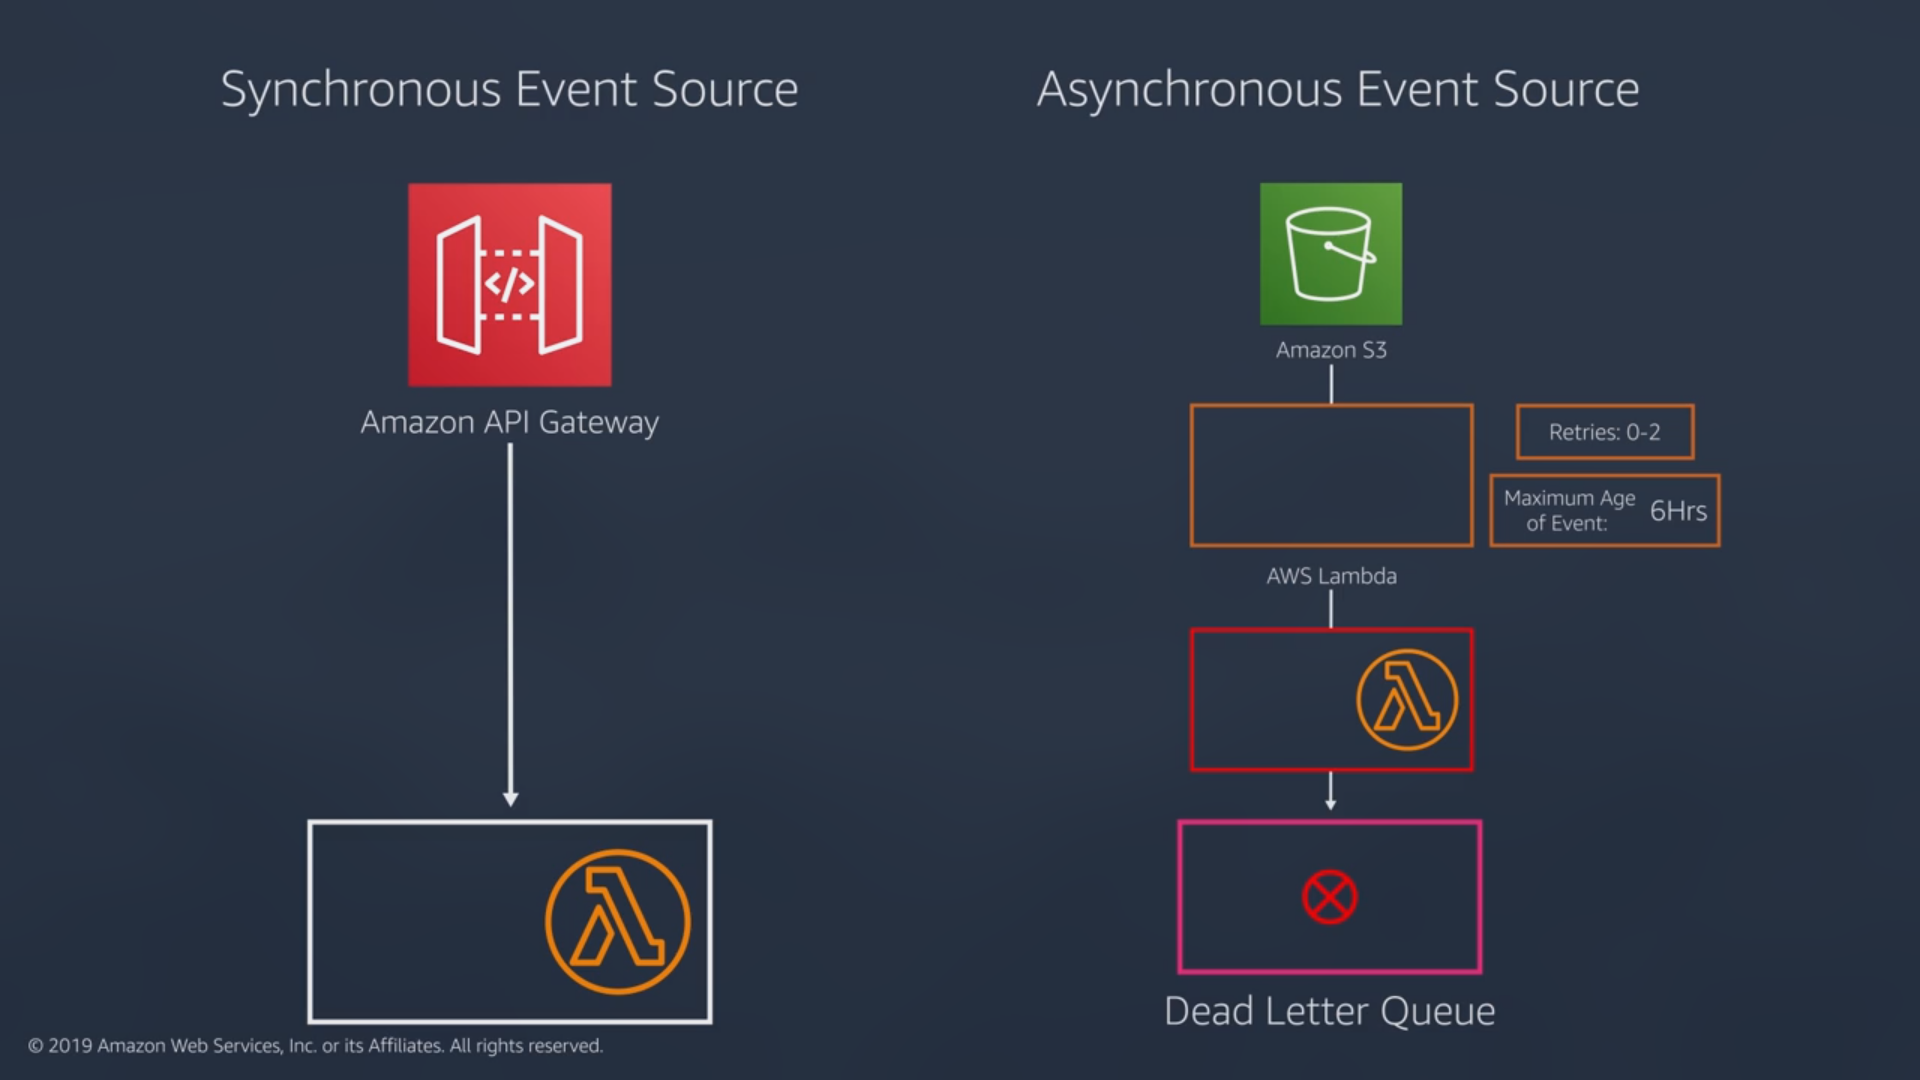 Synchronous Event Source
Asynchronous Event Source
</>
Amazon API Gateway
Amazon S3
Retries: 0-2
Maximum Age
of Event:
6Hrs
AWS Lambda
Dead Letter Queue
© 2019 Amazon Web Services, Inc. or its Affiliates. All rights reserved.